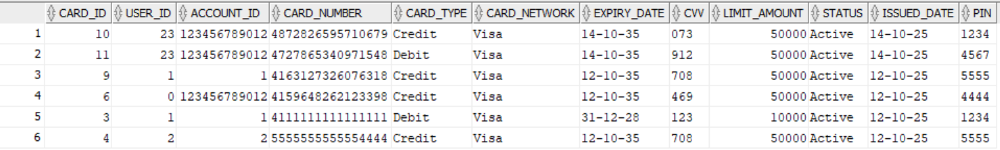 CARD_ID USER_ID ACCOUNT_ID CARD_NUMBER CARD_TYPE CARD_NETWORK EXPIRY_DATE CVV LIMIT_AMOUNT STATUS ISSUED_DATE PIN
1 10 23 123456789012 4872826595710679 Credit Visa 14-10-35 073 50000 Active 14-10-25 1234
2 11 23 123456789012 4727865340971548 Debit Visa 14-10-35 912 50000 Active 14-10-25 4567
3 9 1 1 4163127326076318 Credit Visa 12-10-35 708 50000 Active 12-10-25 5555
4 6 0 123456789012 4159648262123398 Credit Visa 12-10-35 469 50000 Active 12-10-25 4444
5 3 1 1 4111111111111111 Debit Visa 31-12-28 123 10000 Active 12-10-25 1234
6 4 2 2 5555555555554444 Credit Visa 12-10-35 708 50000 Active 12-10-25 5555